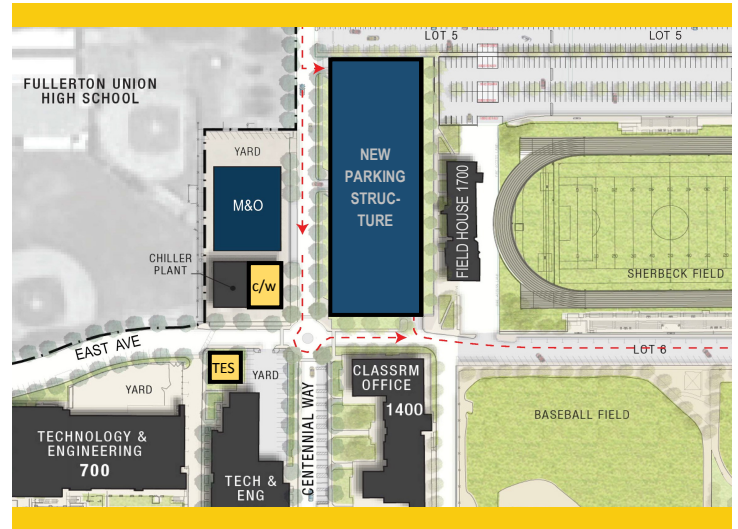 LOT 5
LOT 5
FULLERTON UNION
HIGH SCHOOL
YARD
NEW
PARKING
STRUC-
TURE
M&O
FIELD HOUSE 1700
CHILLER
PLANT
c/w
SHERBECK FIELD
EAST AVE
LOT 6
TES
YARD
CLASSRM
OFFICE
1400
YARD
CENTENNIAL WAY
BASEBALL FIELD
TECHNOLOGY &
ENGINEERING
700
TECH &
ENG